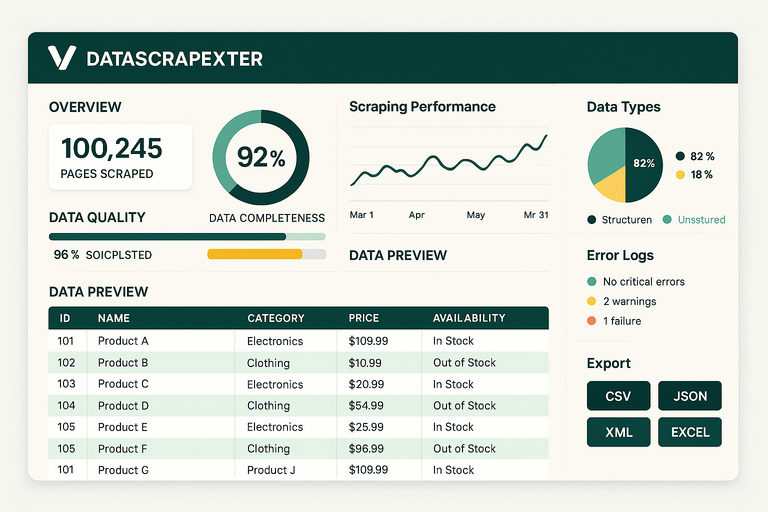 DATASCRAPEXTER
OVERVIEW
100,245
PAGES SCRAPED
92%
DATA COMPLETENESS
DATA QUALITY
96 % SOICPLSTED
Scraping Performance
Mar 1 Apr May Mr 31
DATA PREVIEW
Data Types
82%
82 %
18 %
Structuren Unsstured
Error Logs
No critical errors
2 warnings
1 failure
Export
CSV JSON
XML EXCEL
DATA PREVIEW
ID NAME CATEGORY PRICE AVAILABILITY
101 Product A Electronics $109.99 In Stock
102 Product B Clothing $10.99 Out of Stock
103 Product C Electronics $20.99 In Stock
104 Product D Clothing $54.99 Out of Stock
105 Product E Electronics $25.99 In Stock
105 Product F Clothing $96.99 Out of Stock
101 Product G Product J $109.99 In Stock